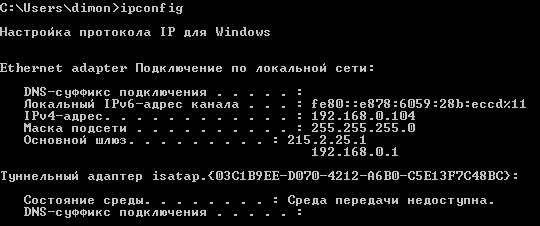 C:\Users\dimon>ipconfig
Настройка протокола IP для Windows
Ethernet adapter Подключение по локальной сети:
DNS-суффикс подключения . . . . . :
Локальный IPv6-адрес канала . . . : fe80::e878:6059:28b:eccdx11
IPv4-адрес. . . . . . . . . . . . : 192.168.0.104
Маска подсети . . . . . . . . . . : 255.255.255.0
Основной шлюз. . . . . . . . . : 215.2.25.1
192.168.0.1
Туннельный адаптер isatap.{03C1B9EE-D070-4212-A6B0-C5E13F7C48BC}:
Состояние среды. . . . . . . . : Среда передачи недоступна.
DNS-суффикс подключения . . . . . :